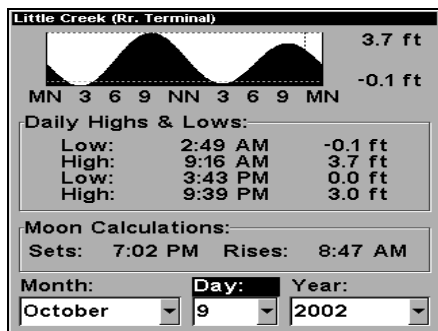 Little Creek (Rr. Terminal)
3.7 ft
-0.1 ft
MN 3 6 9 NN 3 6 9 MN
Daily Highs & Lows:
Low: 2:49 AM -0.1 ft
High: 9:16 AM 3.7 ft
Low: 3:43 PM 0.0 ft
High: 9:39 PM 3.0 ft
Moon Calculations:
Sets: 7:02 PM Rises: 8:47 AM
Month: Day: Year:
October 9 2002